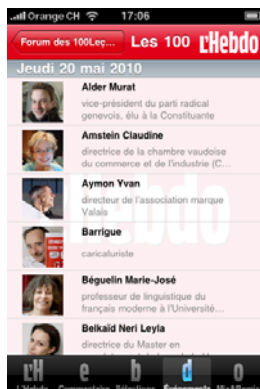 Orange CH 17:06
Forum des 100Leç... Les 100 L'Hebdo
Jeudi 20 mai 2010
Alder Murat
vice-président du parti radical
genevois, élu à la Constituante
Amstein Claudine
directrice de la chambre vaudoise
du commerce et de l'industrie (C...
Aymon Yvan
directeur de l'association marque
Valais
Barrigue
caricaturiste
Béguelin Marie-José
professeur de linguistique du
français moderne à l'Université...
Belkaïd Neri Leyla
directrice du Master en
L'H e b d o
L'Hebdo